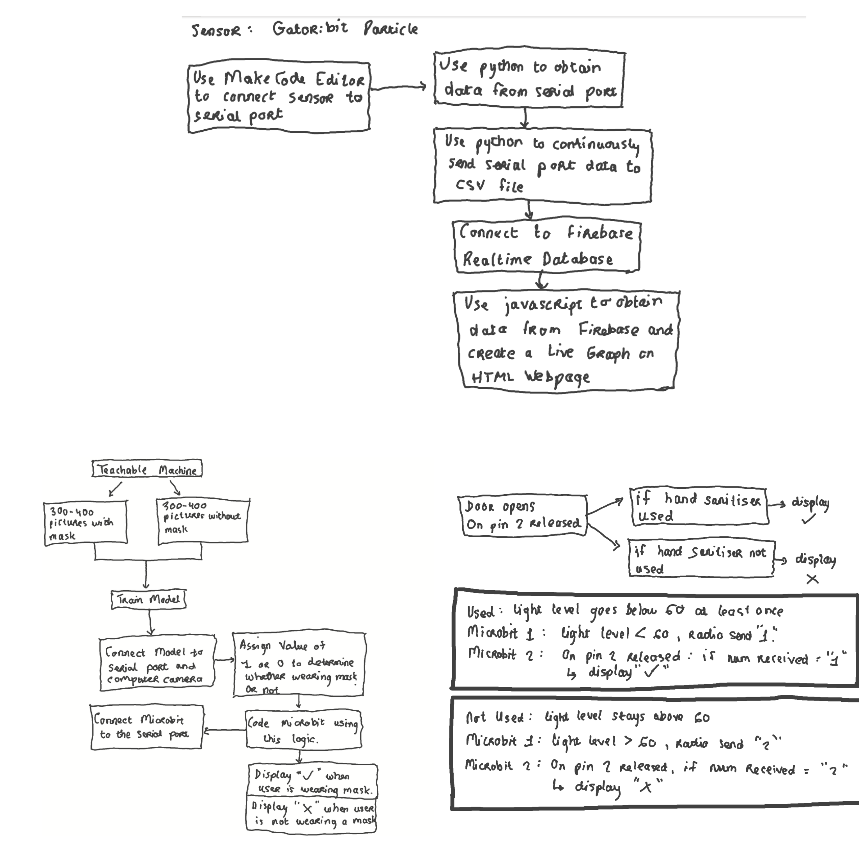 Sensor: Gator:bit Particle
Use MakeCode Editor
to connect sensor to
serial port
Use python to obtain
data from serial port
Use python to continuously
send serial port data to
CSV file
Connect to Firebase
Realtime Database
Use javascript to obtain
data from Firebase and
create a Live Graph on
HTML Webpage
Teachable Machine
300-400
pictures with
mask
300-400
pictures without
mask
Train Model
Connect Model to
Serial port and
computer camera
Assign Value of
1 or 0 to determine
whether wearing mask
or not
Code microbit using
this logic.
Connect Microbit
to the serial port
Display "✓" when
user is wearing mask.
Display "X" when user
is not wearing a mask
Door opens
On pin 2 released
if hand sanitiser
used
display
✓
if hand sanitiser not
used
display
X
Used: light level goes below 60 at least once
Microbit 1: light level < 60, Radio send "1"
Microbit 2: On pin 2 released: if num received = "1"
↳ display "✓"
Not Used: light level stays above 60
Microbit 1: light level > 60, radio send "2"
Microbit 2: On pin 2 released, if num received = "2"
↳ display "X"